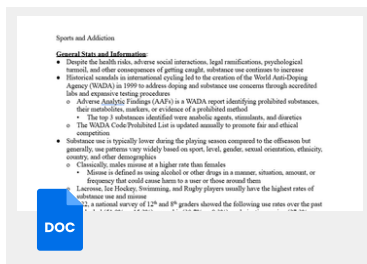 Sports and Addiction
General Stats and Information:
● Despite the health risks, adverse social interactions, legal ramifications, psychological
turmoil, and other consequences of getting caught, substance use continues to increase
● Historical scandals in international cycling led to the creation of the World Anti-Doping
Agency (WADA) in 1999 to address doping and substance use concerns through accredited
labs and expansive testing procedures
○ Adverse Analytic Findings (AAFs) is a WADA report identifying prohibited substances,
their metabolites, markers, or evidence of a prohibited method
▪ The top 3 substances identified were anabolic agents, stimulants, and diuretics
○ The WADA Code/Prohibited List is updated annually to promote fair and ethical
competition
● Substance use is typically lower during the playing season compared to the offseason but
generally, use patterns vary widely based on sport, level, gender, sexual orientation, ethnicity,
country, and other demographics
○ Classically, males misuse at a higher rate than females
▪ Misuse is defined as using alcohol or other drugs in a manner, situation, amount, or
frequency that could cause harm to a user or those around them
○ Lacrosse, Ice Hockey, Swimming, and Rugby players usually have the highest rates of
substance use and misuse
a national survey of 12th and 8th graders showed the following use rates over the past
DOC